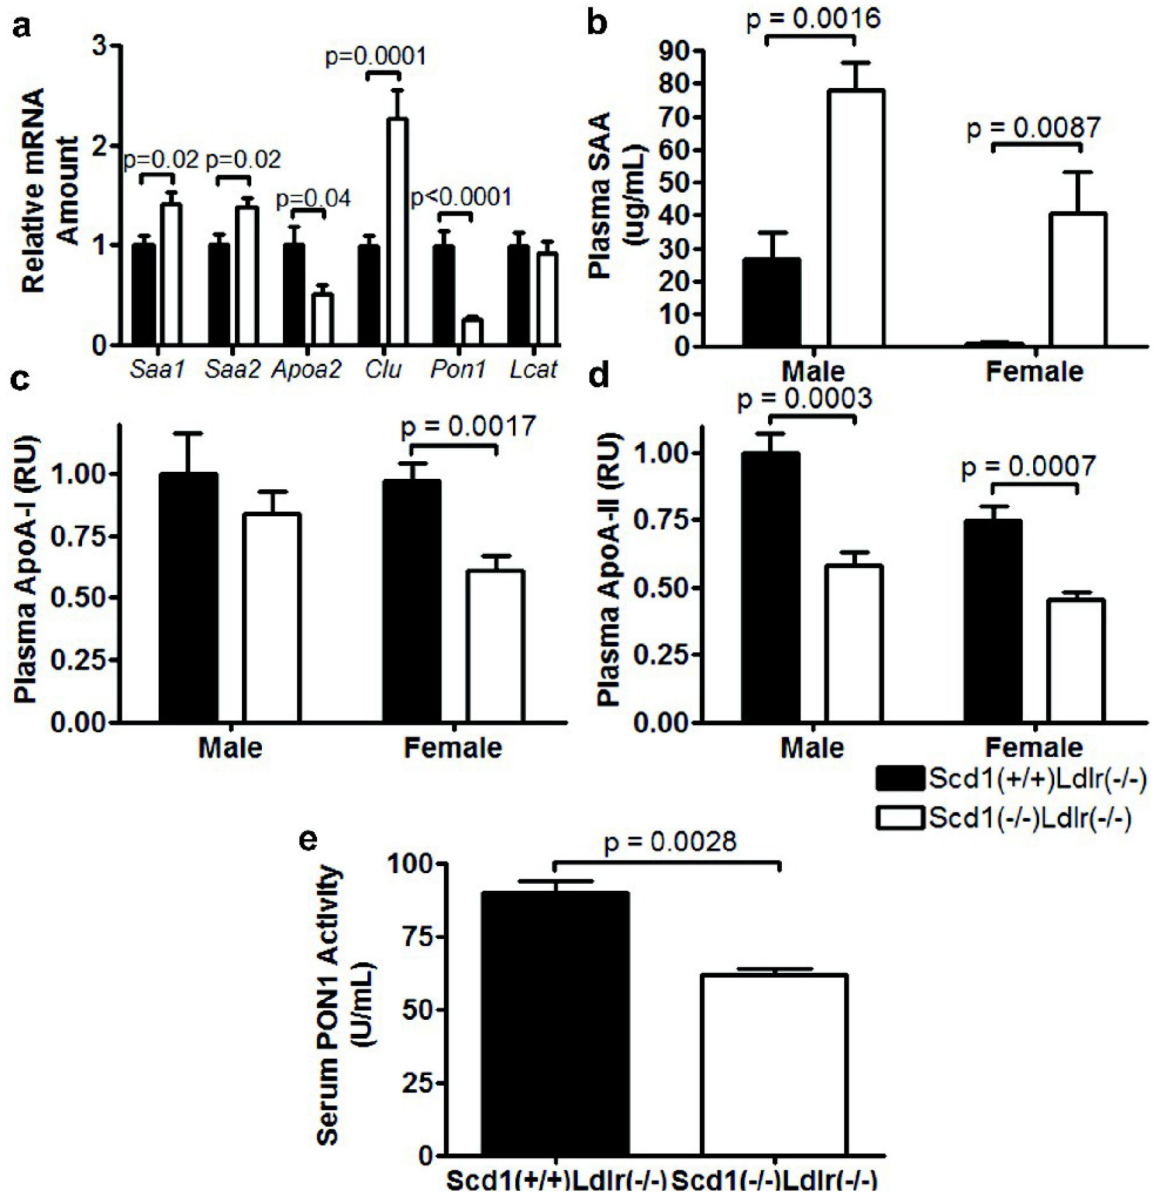 a
Relative mRNA
Amount
3
2
1
0
p=0.02
p=0.02
p=0.04
p=0.0001
p<0.0001
Saa1 Saa2 Apoa2 Clu Pon1 Lcat
b
Plasma SAA
(ug/mL)
90
80
70
60
50
40
30
20
10
0
p = 0.0016
p = 0.0087
Male Female
c
Plasma ApoA-I (RU)
1.00
0.75
0.50
0.25
0.00
p = 0.0017
Male Female
d
Plasma ApoA-II (RU)
1.00
0.75
0.50
0.25
0.00
p = 0.0003
p = 0.0007
Male Female
Scd1(+/+)Ldlr(-/-)
Scd1(-/-)Ldlr(-/-)
e
Serum PON1 Activity
(U/mL)
100
75
50
25
0
p = 0.0028
Scd1(+/+)Ldlr(-/-) Scd1(-/-)Ldlr(-/-)